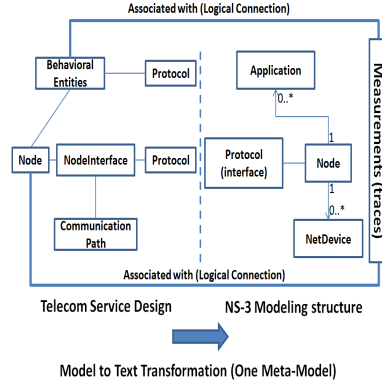 Associated with (Logical Connection)
Behavioral
Entities
Protocol
Application
0..*
1
Node
NodeInterface
Protocol
Protocol
(interface)
Node
1
0..*
Communication
Path
NetDevice
Measurements (traces)
Associated with (Logical Connection)
Telecom Service Design
NS-3 Modeling structure
Model to Text Transformation (One Meta-Model)